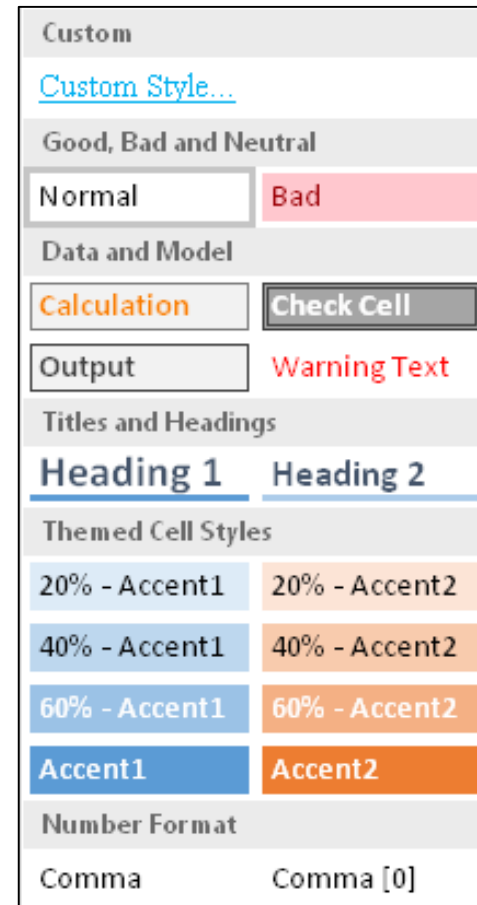 Custom
Custom Style...
Good, Bad and Neutral
Normal Bad
Data and Model
Calculation Check Cell
Output Warning Text
Titles and Headings
Heading 1 Heading 2
Themed Cell Styles
20% - Accent1 20% - Accent2
40% - Accent1 40% - Accent2
60% - Accent1 60% - Accent2
Accent1 Accent2
Number Format
Comma Comma [0]